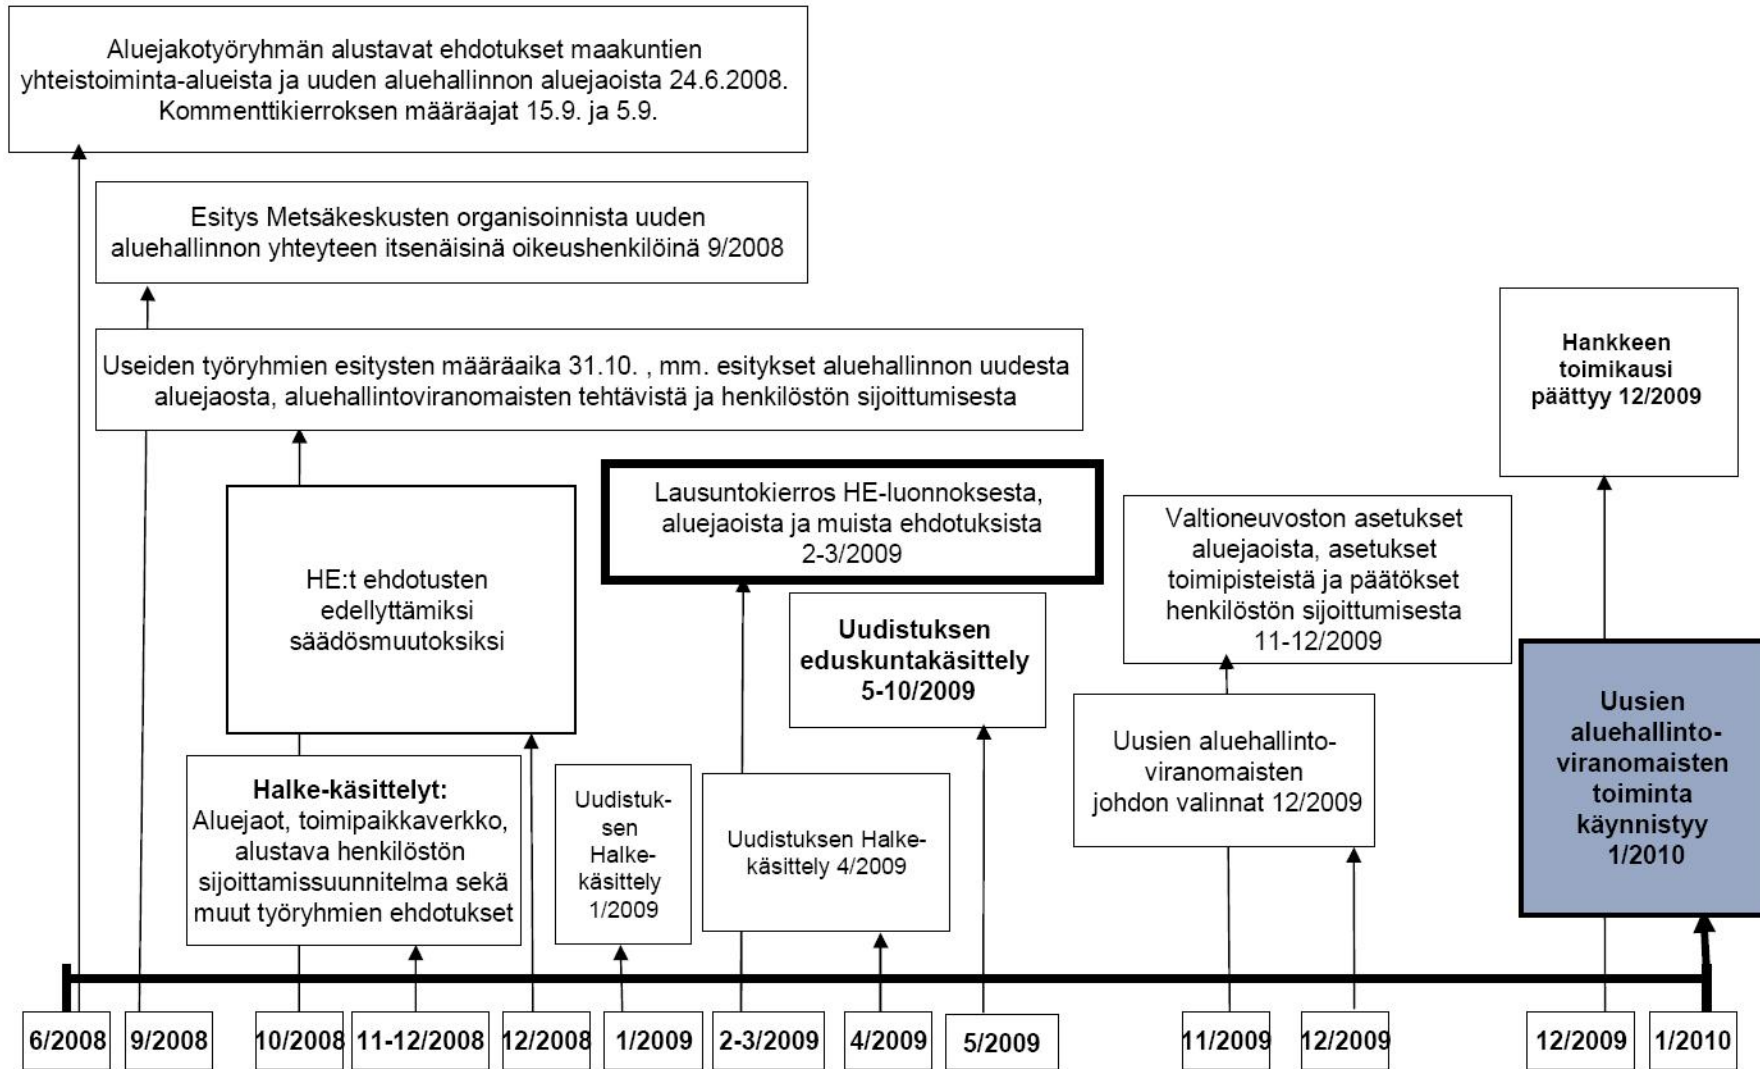 Aluejakotyöryhmän alustavat ehdotukset maakuntien
yhteistoiminta-alueista ja uuden aluehallinnon aluejaoista 24.6.2008.
Kommenttikierroksen määräajat 15.9. ja 5.9.
Esitys Metsäkeskusten organisoinnista uuden
aluehallinnon yhteyteen itsenäisinä oikeushenkilöinä 9/2008
Useiden työryhmien esitysten määräaika 31.10. , mm. esitykset aluehallinnon uudesta
aluejaosta, aluehallintoviranomaisten tehtävistä ja henkilöstön sijoittumisesta
Hankkeen
toimikausi
päättyy 12/2009
HE:t ehdotusten
edellyttämiksi
säädösmuutoksiksi
Lausuntokierros HE-luonnoksesta,
aluejaoista ja muista ehdotuksista
2-3/2009
Valtioneuvoston asetukset
aluejaoista, asetukset
toimipisteistä ja päätökset
henkilöstön sijoittumisesta
11-12/2009
Uudistuksen
eduskuntakäsittely
5-10/2009
Uusien
aluehallinto-
viranomaisten
toiminta
käynnistyy
1/2010
Uusien aluehallinto-
viranomaisten
johdon valinnat 12/2009
Halke-käsittelyt:
Aluejaot, toimipaikkaverkko,
alustava henkilöstön
sijoittamissuunnitelma sekä
muut työryhmien ehdotukset
Uudistuk-
sen
Halke-
käsittely
1/2009
Uudistuksen Halke-
käsittely 4/2009
6/2008
9/2008
10/2008
11-12/2008
12/2008
1/2009
2-3/2009
4/2009
5/2009
11/2009
12/2009
12/2009
1/2010